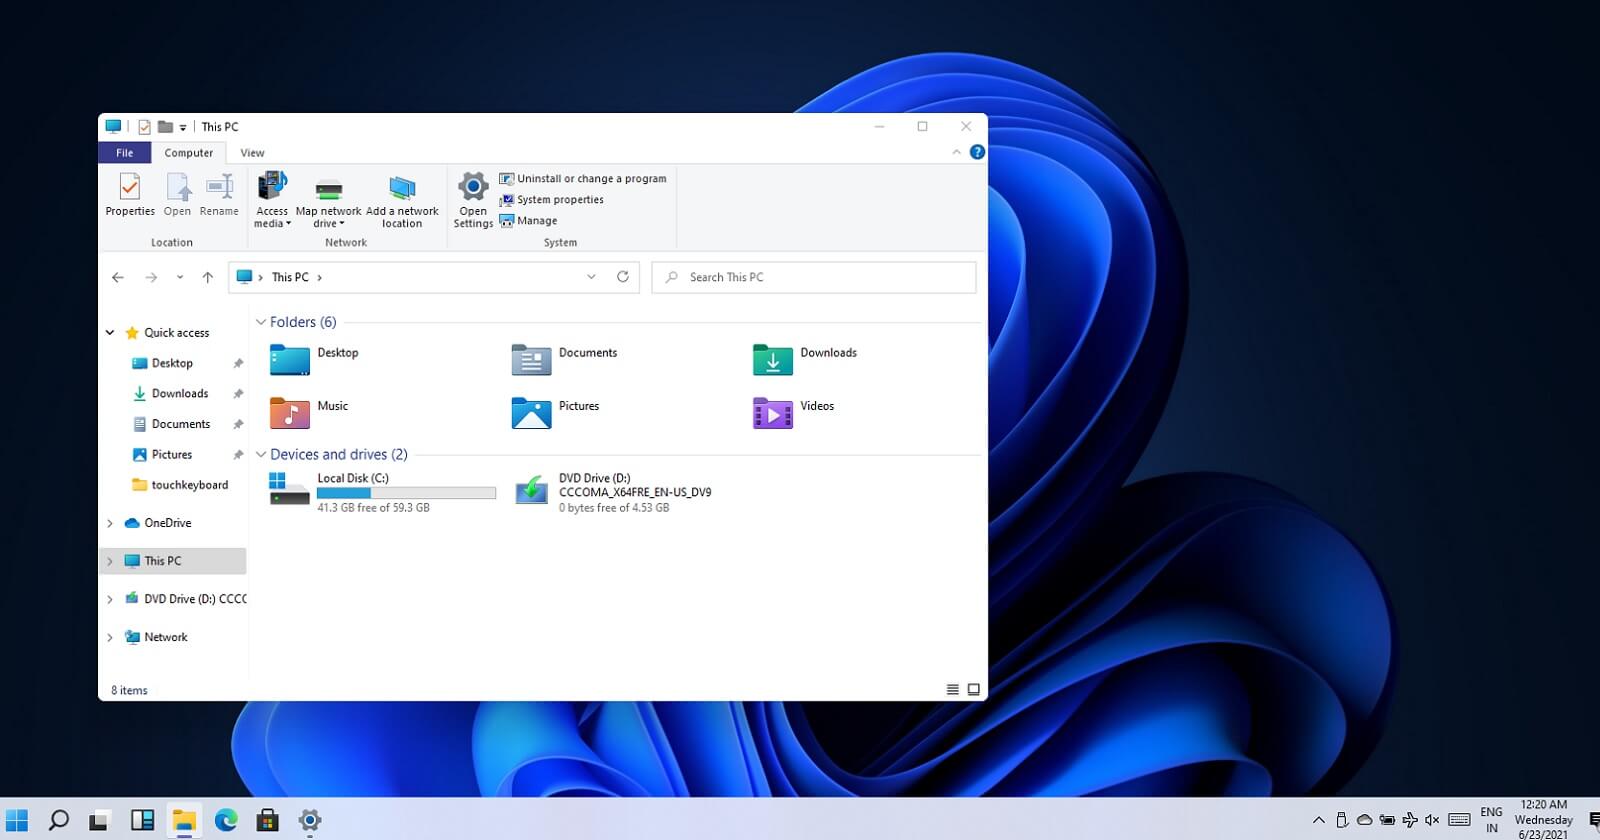 This PC
File
Computer
View
Properties
Open
Rename
Location
Access
media
Map network
drive
Add a network
location
Network
Open
Settings
Uninstall or change a program
System properties
Manage
System
This PC
Search This PC
Quick access
Desktop
Downloads
Documents
Pictures
touchkeyboard
OneDrive
This PC
DVD Drive (D:) CCC
Network
Folders (6)
Desktop
Documents
Downloads
Music
Pictures
Videos
Devices and drives (2)
Local Disk (C:)
41.3 GB free of 59.3 GB
DVD Drive (D:)
CCCOMA_X64FRE_EN-US_DV9
0 bytes free of 4.53 GB
8 items
ENG
IN
12:20 AM
Wednesday
6/23/2021